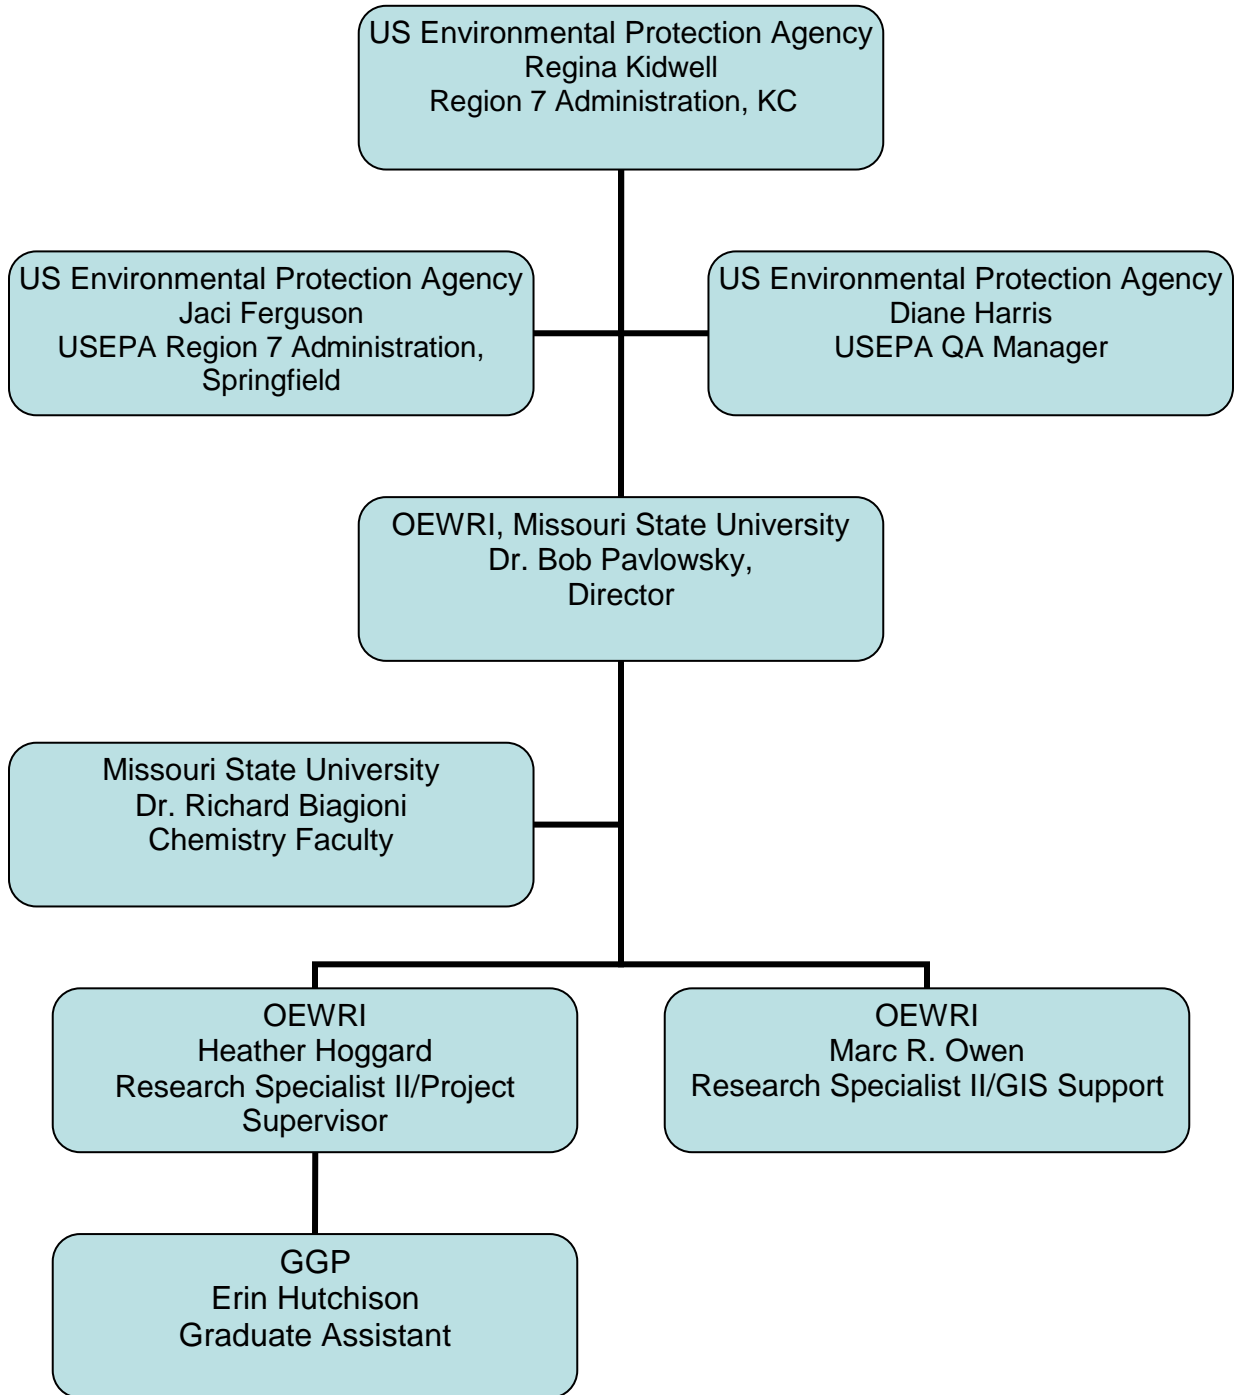 US Environmental Protection Agency
Regina Kidwell
Region 7 Administration, KC
US Environmental Protection Agency
Jaci Ferguson
USEPA Region 7 Administration,
Springfield
US Environmental Protection Agency
Diane Harris
USEPA QA Manager
OEWRI, Missouri State University
Dr. Bob Pavlowsky,
Director
Missouri State University
Dr. Richard Biagioni
Chemistry Faculty
OEWRI
Heather Hoggard
Research Specialist II/Project
Supervisor
OEWRI
Marc R. Owen
Research Specialist II/GIS Support
GGP
Erin Hutchison
Graduate Assistant